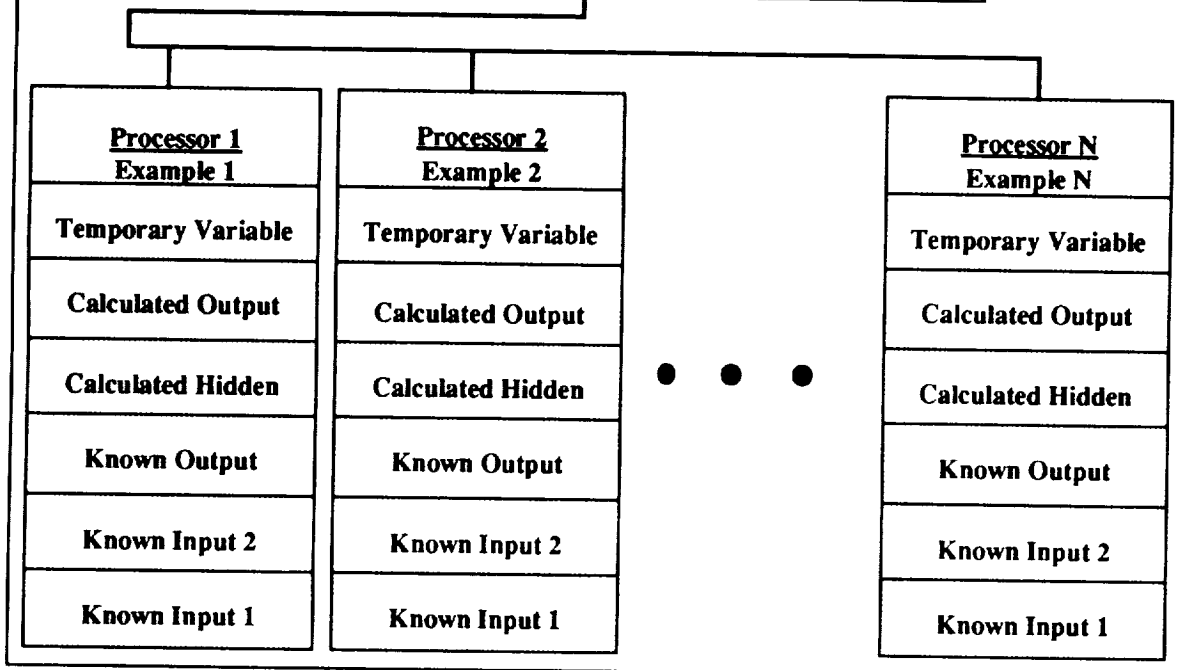 Processor 1
Example 1
Temporary Variable
Calculated Output
Calculated Hidden
Known Output
Known Input 2
Known Input 1
Processor 2
Example 2
Temporary Variable
Calculated Output
Calculated Hidden
Known Output
Known Input 2
Known Input 1
Processor N
Example N
Temporary Variable
Calculated Output
Calculated Hidden
Known Output
Known Input 2
Known Input 1